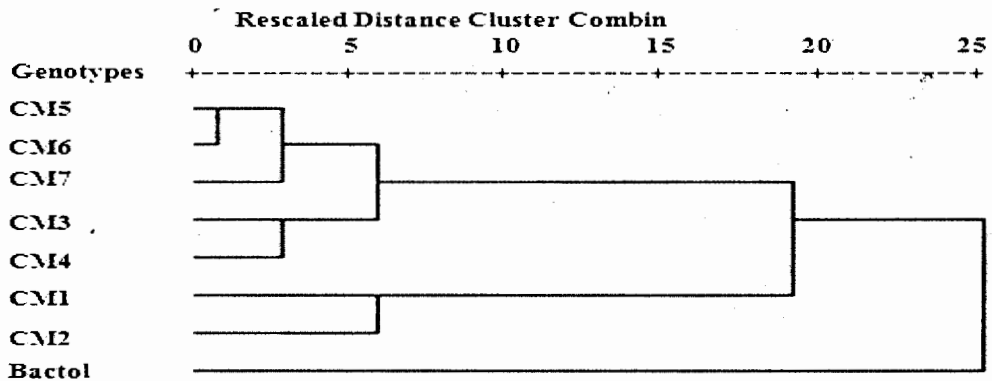 Rescaled Distance Cluster Combin
0 5 10 15 20 25
Genotypes
CM5
CM6
CM7
CM3
CM4
CM1
CM2
Bactol